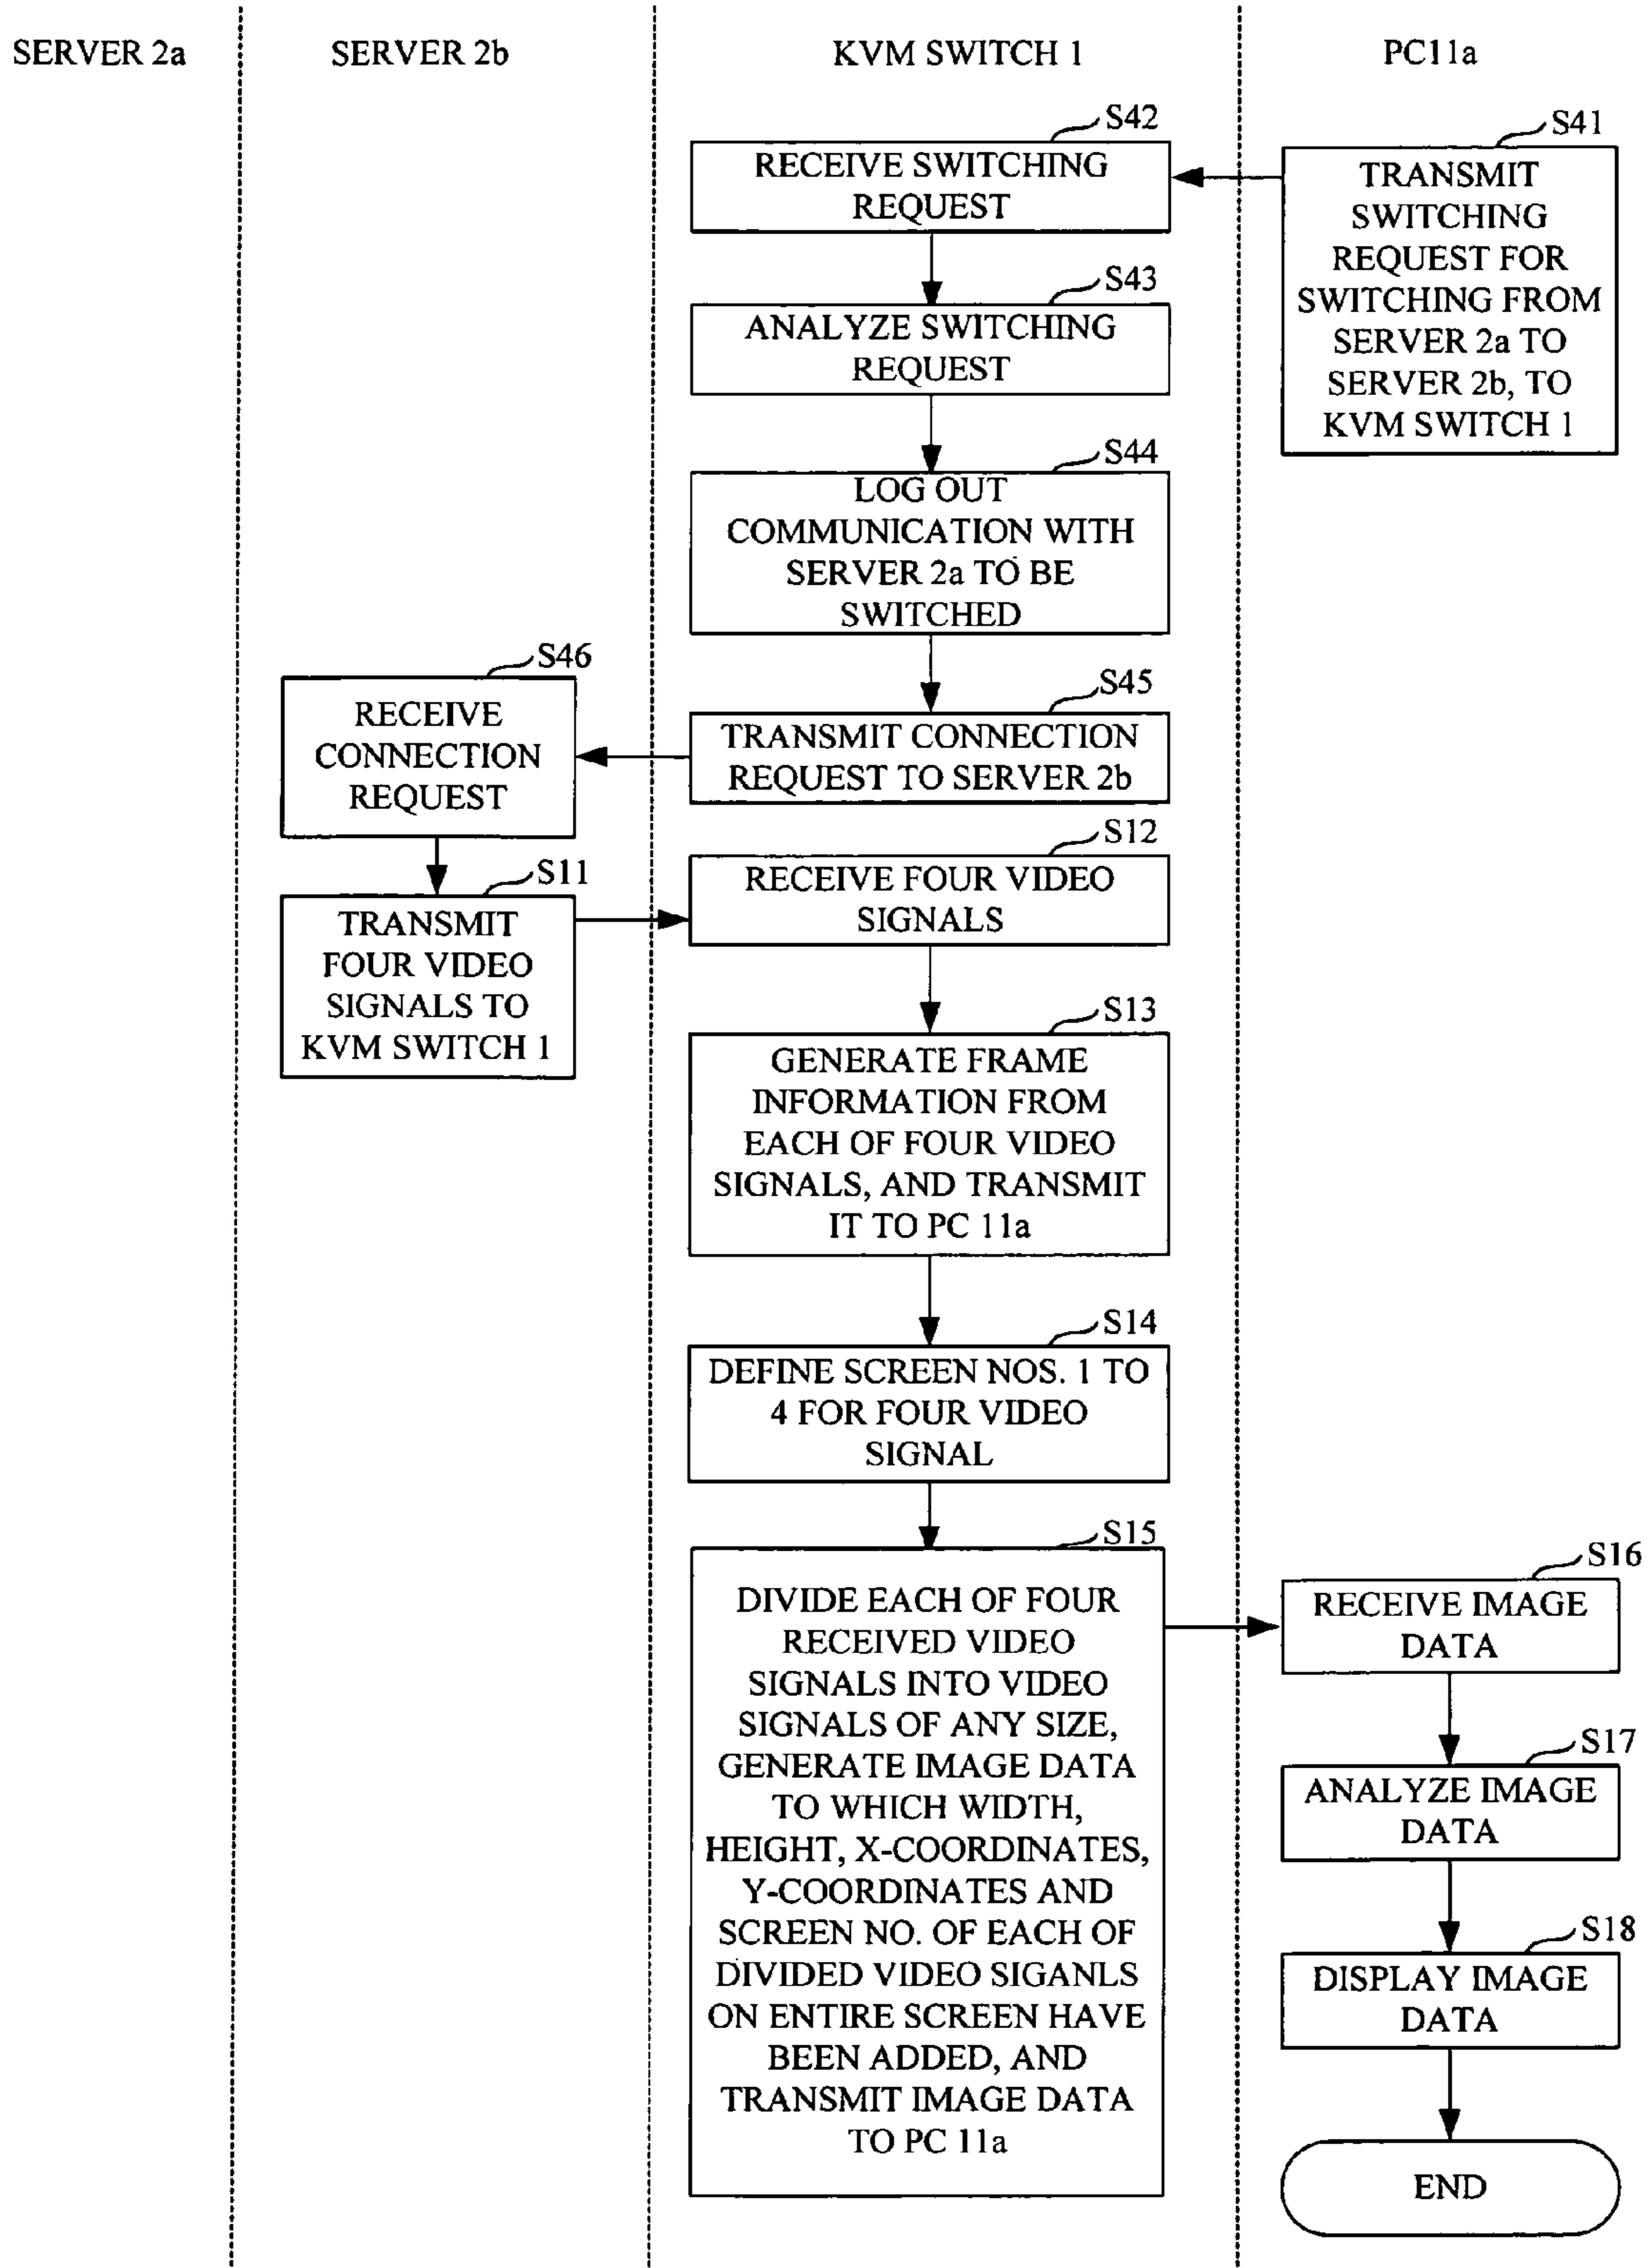 SERVER 2a
SERVER 2b
KVM SWITCH 1
PC11a
S41
TRANSMIT
SWITCHING
REQUEST FOR
SWITCHING FROM
SERVER 2a TO
SERVER 2b, TO
KVM SWITCH 1
S42
RECEIVE SWITCHING
REQUEST
S43
ANALYZE SWITCHING
REQUEST
S44
LOG OUT
COMMUNICATION WITH
SERVER 2a TO BE
SWITCHED
S45
TRANSMIT CONNECTION
REQUEST TO SERVER 2b
S46
RECEIVE
CONNECTION
REQUEST
S11
TRANSMIT
FOUR VIDEO
SIGNALS TO
KVM SWITCH 1
S12
RECEIVE FOUR VIDEO
SIGNALS
S13
GENERATE FRAME
INFORMATION FROM
EACH OF FOUR VIDEO
SIGNALS, AND TRANSMIT
IT TO PC 11a
S14
DEFINE SCREEN NOS. 1 TO
4 FOR FOUR VIDEO
SIGNAL
S15
DIVIDE EACH OF FOUR
RECEIVED VIDEO
SIGNALS INTO VIDEO
SIGNALS OF ANY SIZE,
GENERATE IMAGE DATA
TO WHICH WIDTH,
HEIGHT, X-COORDINATES,
Y-COORDINATES AND
SCREEN NO. OF EACH OF
DIVIDED VIDEO SIGANLS
ON ENTIRE SCREEN HAVE
BEEN ADDED, AND
TRANSMIT IMAGE DATA
TO PC 11a
S16
RECEIVE IMAGE
DATA
S17
ANALYZE IMAGE
DATA
S18
DISPLAY IMAGE
DATA
END